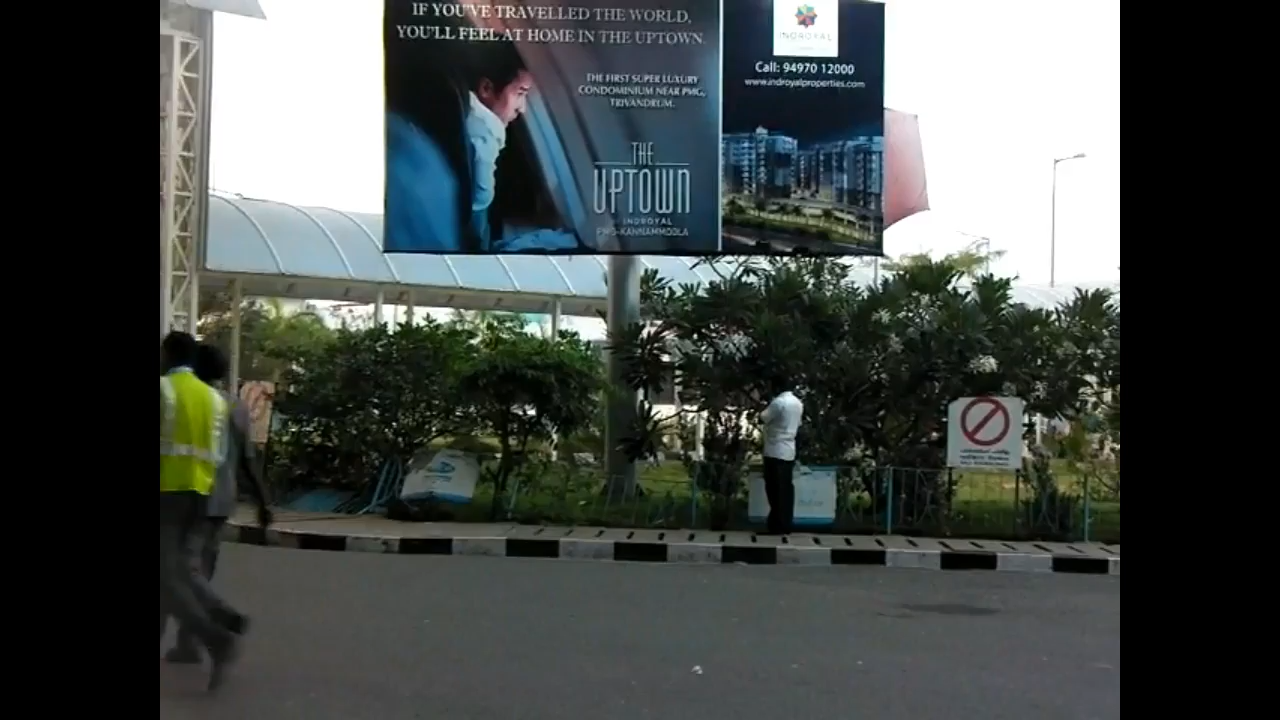 IF YOU'VE TRAVELLED THE WORLD,
YOU'LL FEEL AT HOME IN THE UPTOWN.
THE FIRST SUPER LUXURY
CONDOMINIUM NEAR PMG,
TRIVANDRUM.
THE
UPTOWN
INDROYAL
PMG-KANNAMMOOLA
INDROYAL
Call: 94970 12000
www.indroyalproperties.com